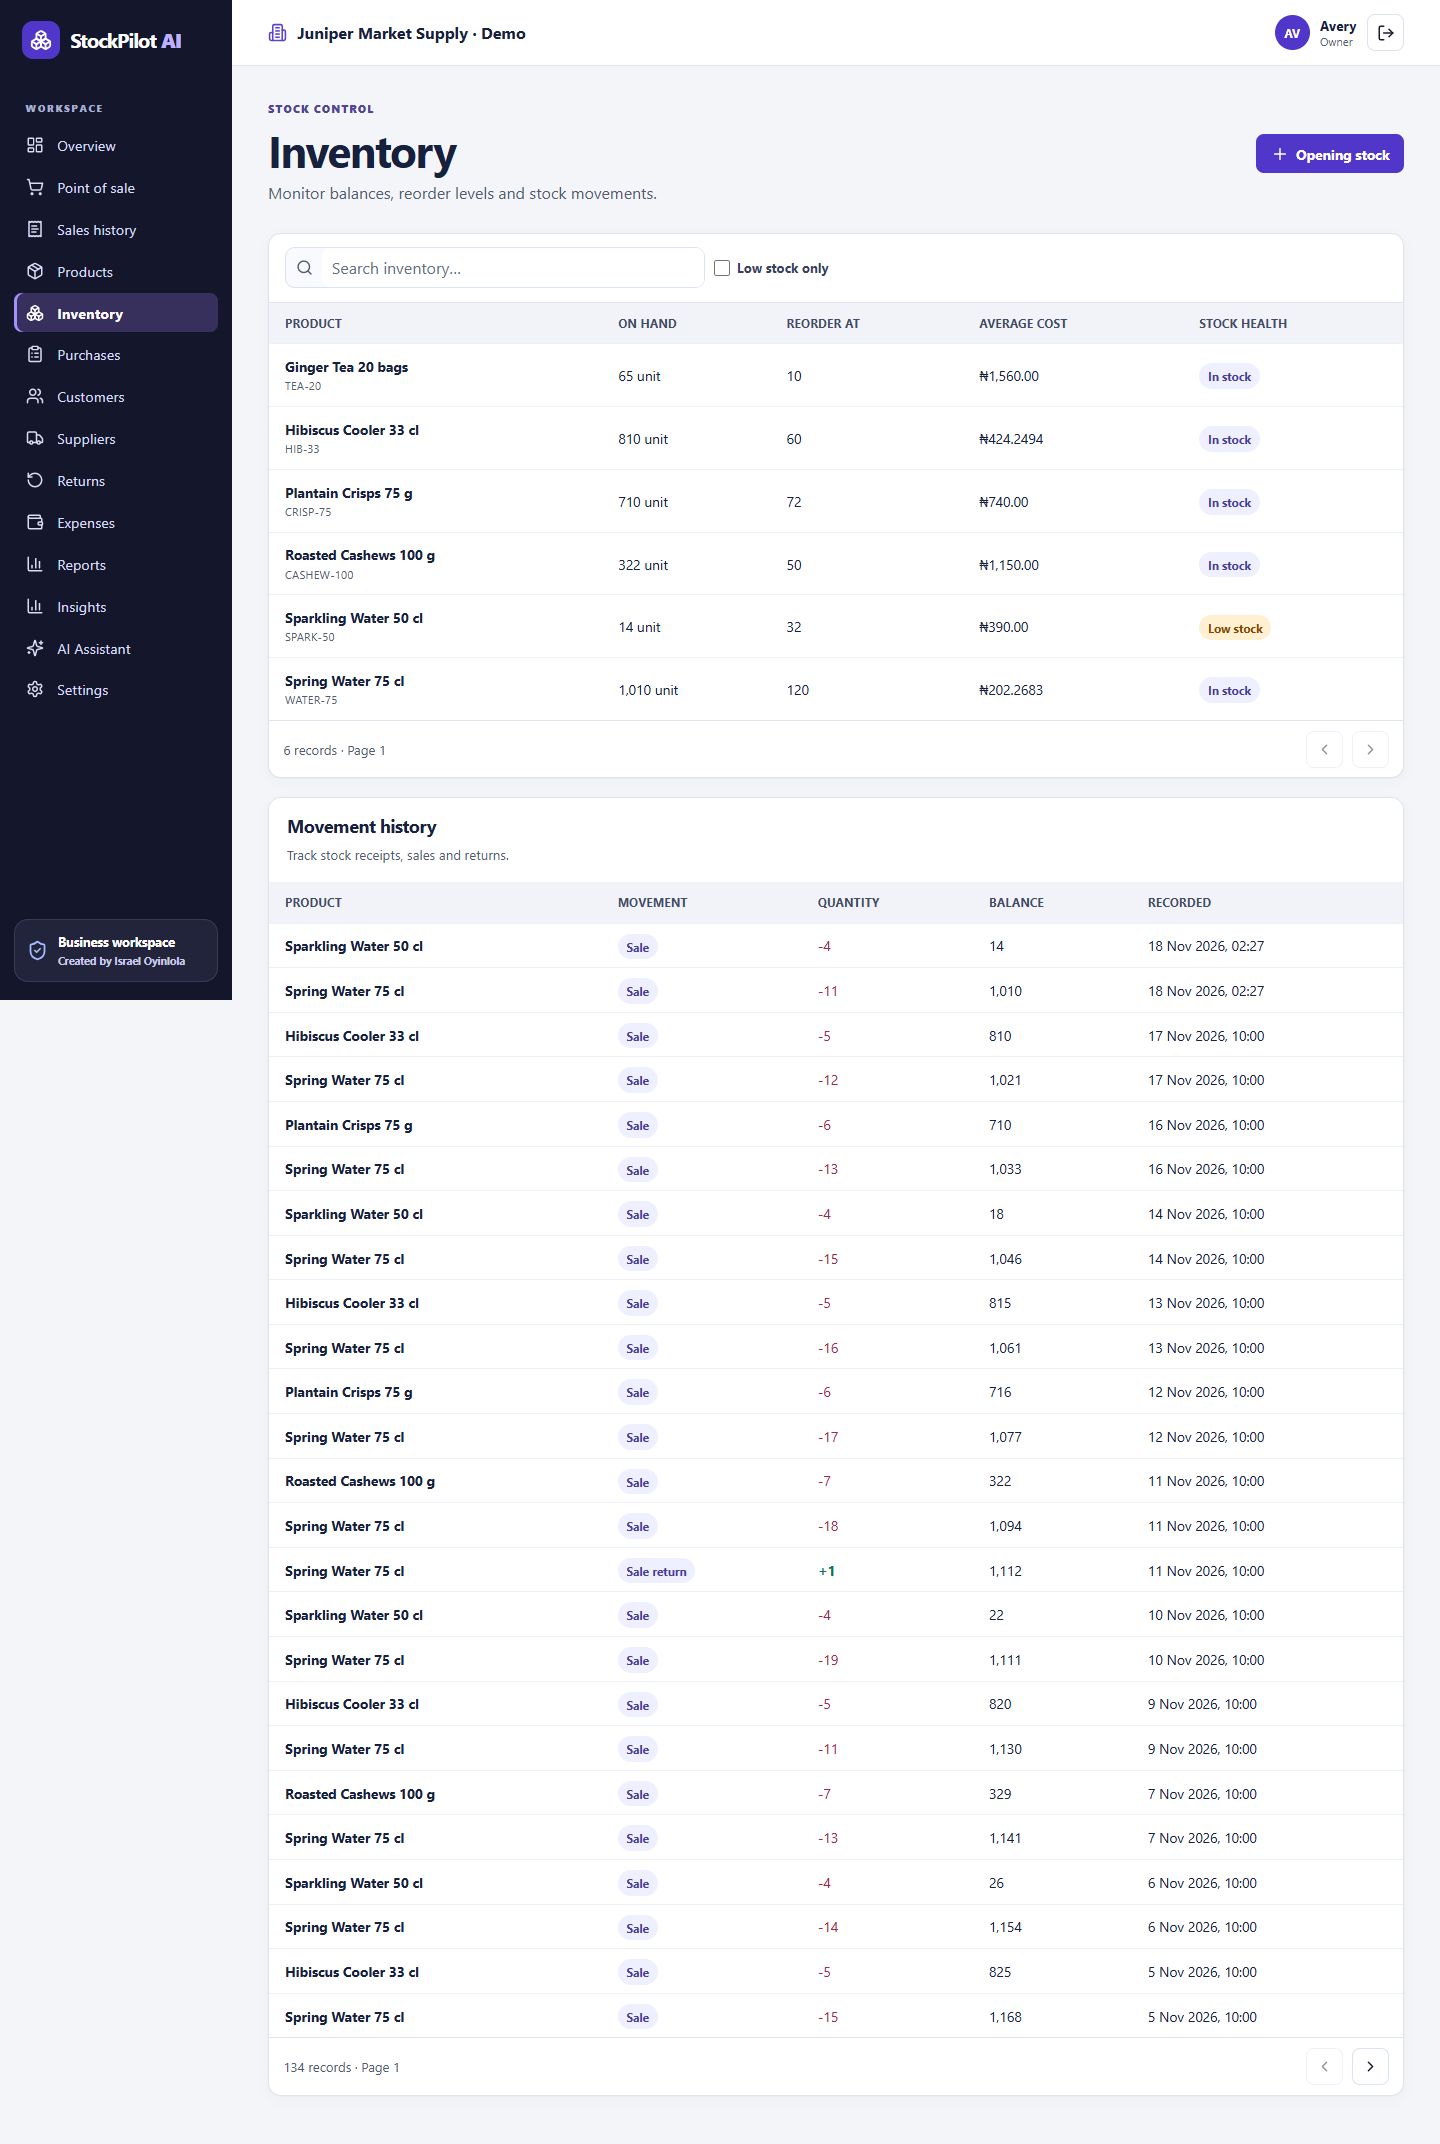 StockPilot AI
WORKSPACE
Overview
Point of sale
Sales history
Products
Inventory
Purchases
Customers
Suppliers
Returns
Expenses
Reports
Insights
AI Assistant
Settings
Business workspace
Created by Israel Oyinlola
Juniper Market Supply · Demo
AV
Avery
Owner
STOCK CONTROL
Inventory
Monitor balances, reorder levels and stock movements.
Opening stock
Search inventory...
Low stock only
PRODUCT ON HAND REORDER AT AVERAGE COST STOCK HEALTH
Ginger Tea 20 bags
TEA-20
65 unit 10 ₦1,560.00 In stock
Hibiscus Cooler 33 cl
HIB-33
810 unit 60 ₦424.2494 In stock
Plantain Crisps 75 g
CRISP-75
710 unit 72 ₦740.00 In stock
Roasted Cashews 100 g
CASHEW-100
322 unit 50 ₦1,150.00 In stock
Sparkling Water 50 cl
SPARK-50
14 unit 32 ₦390.00 Low stock
Spring Water 75 cl
WATER-75
1,010 unit 120 ₦202.2683 In stock
6 records · Page 1
Movement history
Track stock receipts, sales and returns.
PRODUCT MOVEMENT QUANTITY BALANCE RECORDED
Sparkling Water 50 cl Sale -4 14 18 Nov 2026, 02:27
Spring Water 75 cl Sale -11 1,010 18 Nov 2026, 02:27
Hibiscus Cooler 33 cl Sale -5 810 17 Nov 2026, 10:00
Spring Water 75 cl Sale -12 1,021 17 Nov 2026, 10:00
Plantain Crisps 75 g Sale -6 710 16 Nov 2026, 10:00
Spring Water 75 cl Sale -13 1,033 16 Nov 2026, 10:00
Sparkling Water 50 cl Sale -4 18 14 Nov 2026, 10:00
Spring Water 75 cl Sale -15 1,046 14 Nov 2026, 10:00
Hibiscus Cooler 33 cl Sale -5 815 13 Nov 2026, 10:00
Spring Water 75 cl Sale -16 1,061 13 Nov 2026, 10:00
Plantain Crisps 75 g Sale -6 716 12 Nov 2026, 10:00
Spring Water 75 cl Sale -17 1,077 12 Nov 2026, 10:00
Roasted Cashews 100 g Sale -7 322 11 Nov 2026, 10:00
Spring Water 75 cl Sale -18 1,094 11 Nov 2026, 10:00
Spring Water 75 cl Sale return +1 1,112 11 Nov 2026, 10:00
Sparkling Water 50 cl Sale -4 22 10 Nov 2026, 10:00
Spring Water 75 cl Sale -19 1,111 10 Nov 2026, 10:00
Hibiscus Cooler 33 cl Sale -5 820 9 Nov 2026, 10:00
Spring Water 75 cl Sale -11 1,130 9 Nov 2026, 10:00
Roasted Cashews 100 g Sale -7 329 7 Nov 2026, 10:00
Spring Water 75 cl Sale -13 1,141 7 Nov 2026, 10:00
Sparkling Water 50 cl Sale -4 26 6 Nov 2026, 10:00
Spring Water 75 cl Sale -14 1,154 6 Nov 2026, 10:00
Hibiscus Cooler 33 cl Sale -5 825 5 Nov 2026, 10:00
Spring Water 75 cl Sale -15 1,168 5 Nov 2026, 10:00
134 records · Page 1